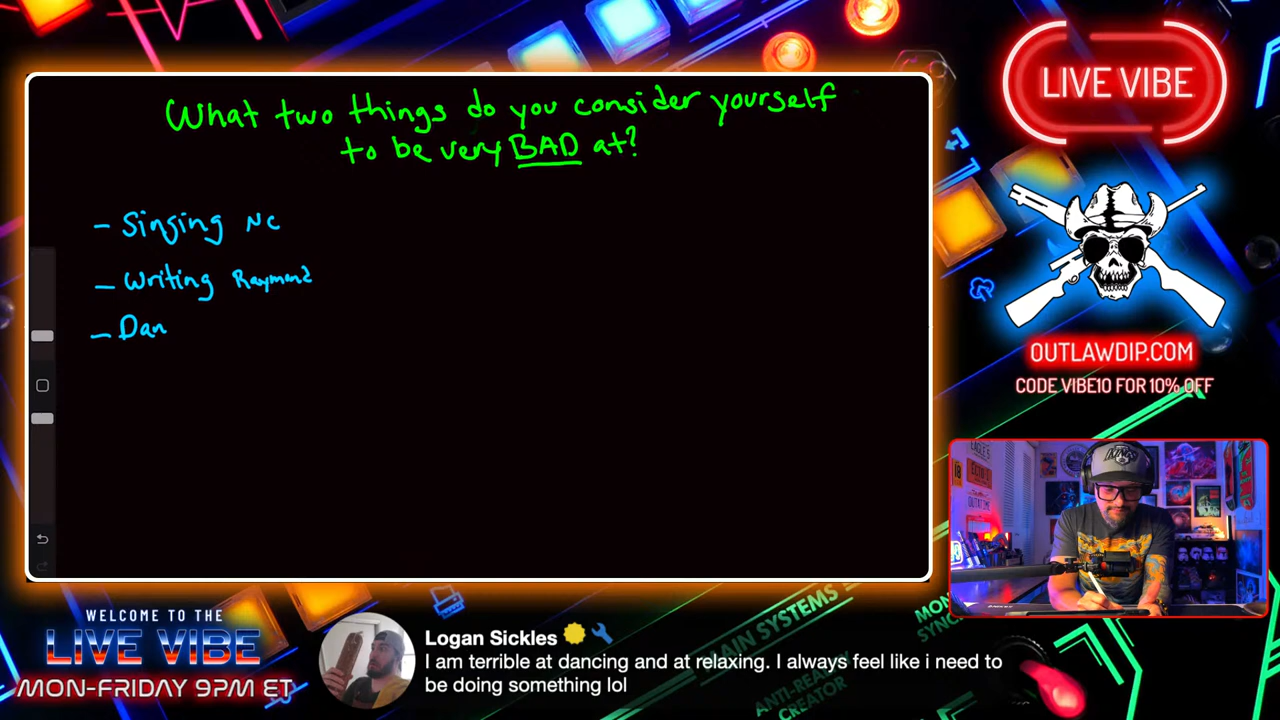 What two things do you consider yourself
to be very BAD at?
- Singing NC
- Writing Raymond
- Dan
LIVE VIBE
OUTLAWDIP.COM
CODE VIBE10 FOR 10% OFF
WELCOME TO THE
LIVE VIBE
MON-FRIDAY 9PM ET
Logan Sickles
I am terrible at dancing and at relaxing. I always feel like i need to
be doing something lol
KINGS